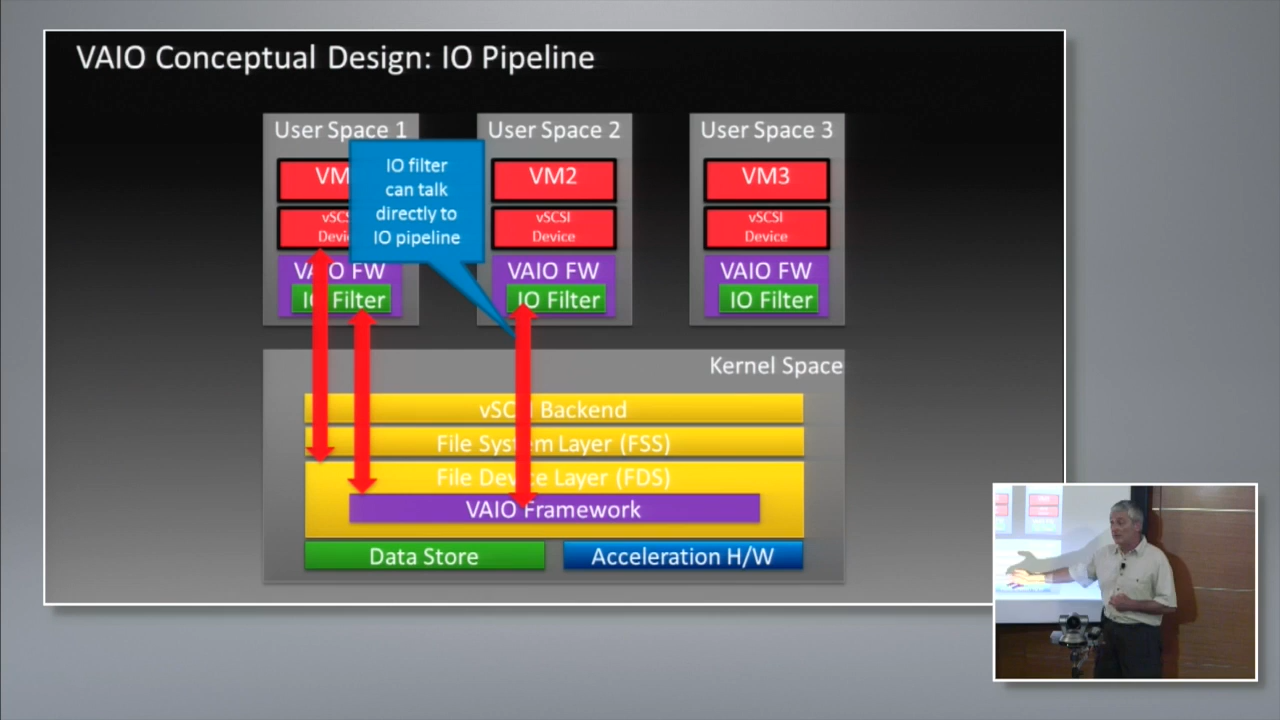 VAIO Conceptual Design: IO Pipeline
User Space 1
User Space 2
User Space 3
VM
VM2
VM3
IO filter
can talk
directly to
IO pipeline
vSC
Devi
vSCSI
Device
vSCSI
Device
VAIO FW
IO Filter
VAIO FW
IO Filter
VAIO FW
IO Filter
Kernel Space
vSCSI Backend
File System Layer (FSS)
File Device Layer (FDS)
VAIO Framework
Data Store
Acceleration H/W